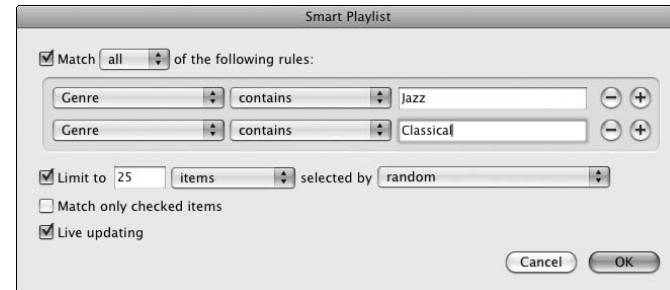 Smart Playlist
Match all of the following rules:
Genre contains Jazz
Genre contains Classical
Limit to 25 items selected by random
Match only checked items
Live updating
Cancel OK